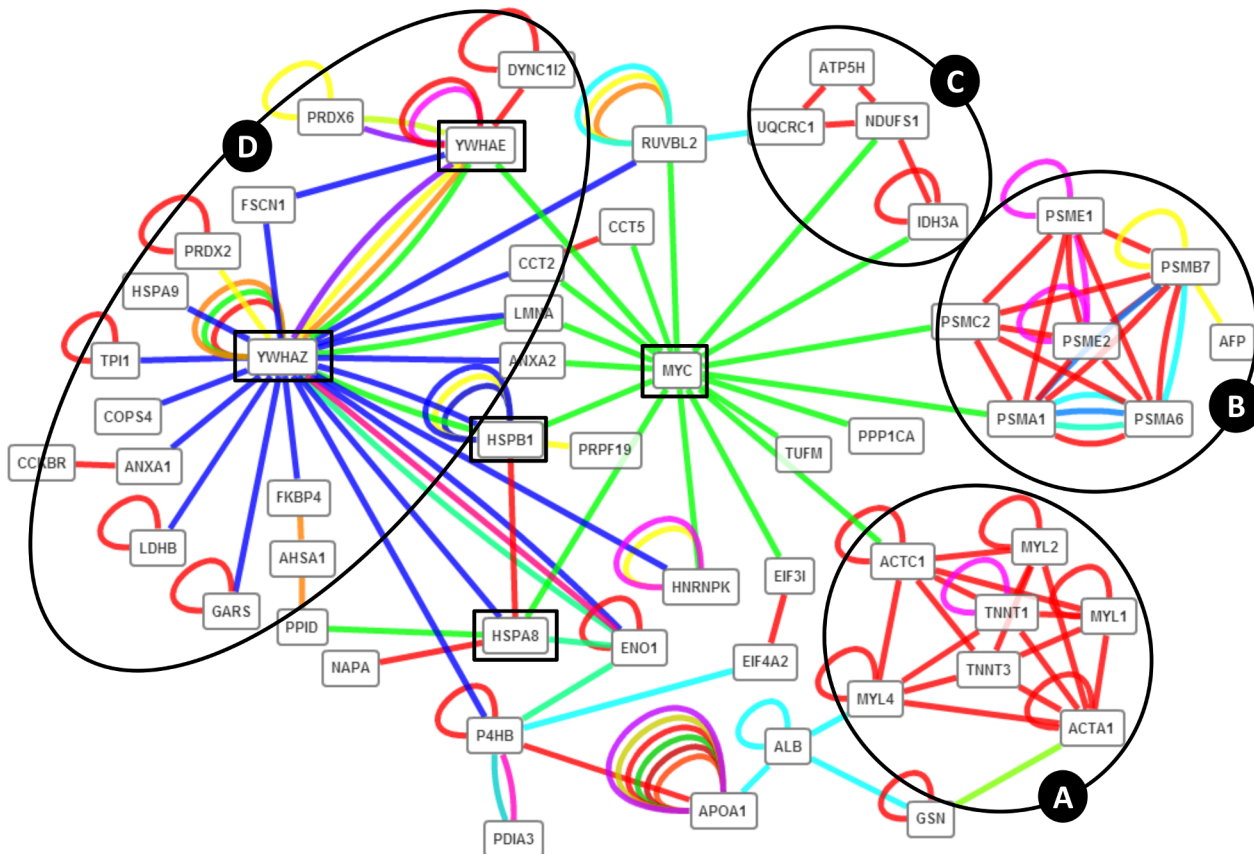 DYNC1I2
ATP5H
C
PRDX6
UQCRC1
NDUFS1
D
YWHAE
RUVBL2
FSCN1
CCT5
IDH3A
PSME1
PRDX2
CCT2
PSMB7
HSPA9
LMNA
PSMC2
YWHAZ
PSME2
AFP
TPI1
ANXA2
MYC
COPS4
PSMA1
PSMA6
B
HSPB1
PPP1CA
CCKBR
ANXA1
PRPF19
TUFM
FKBP4
LDHB
AHSA1
ACTC1
MYL2
HNRNPK
EIF3I
GARS
TNNT1
MYL1
PPID
HSPA8
ENO1
NAPA
EIF4A2
TNNT3
MYL4
P4HB
ALB
ACTA1
A
APOA1
GSN
PDIA3